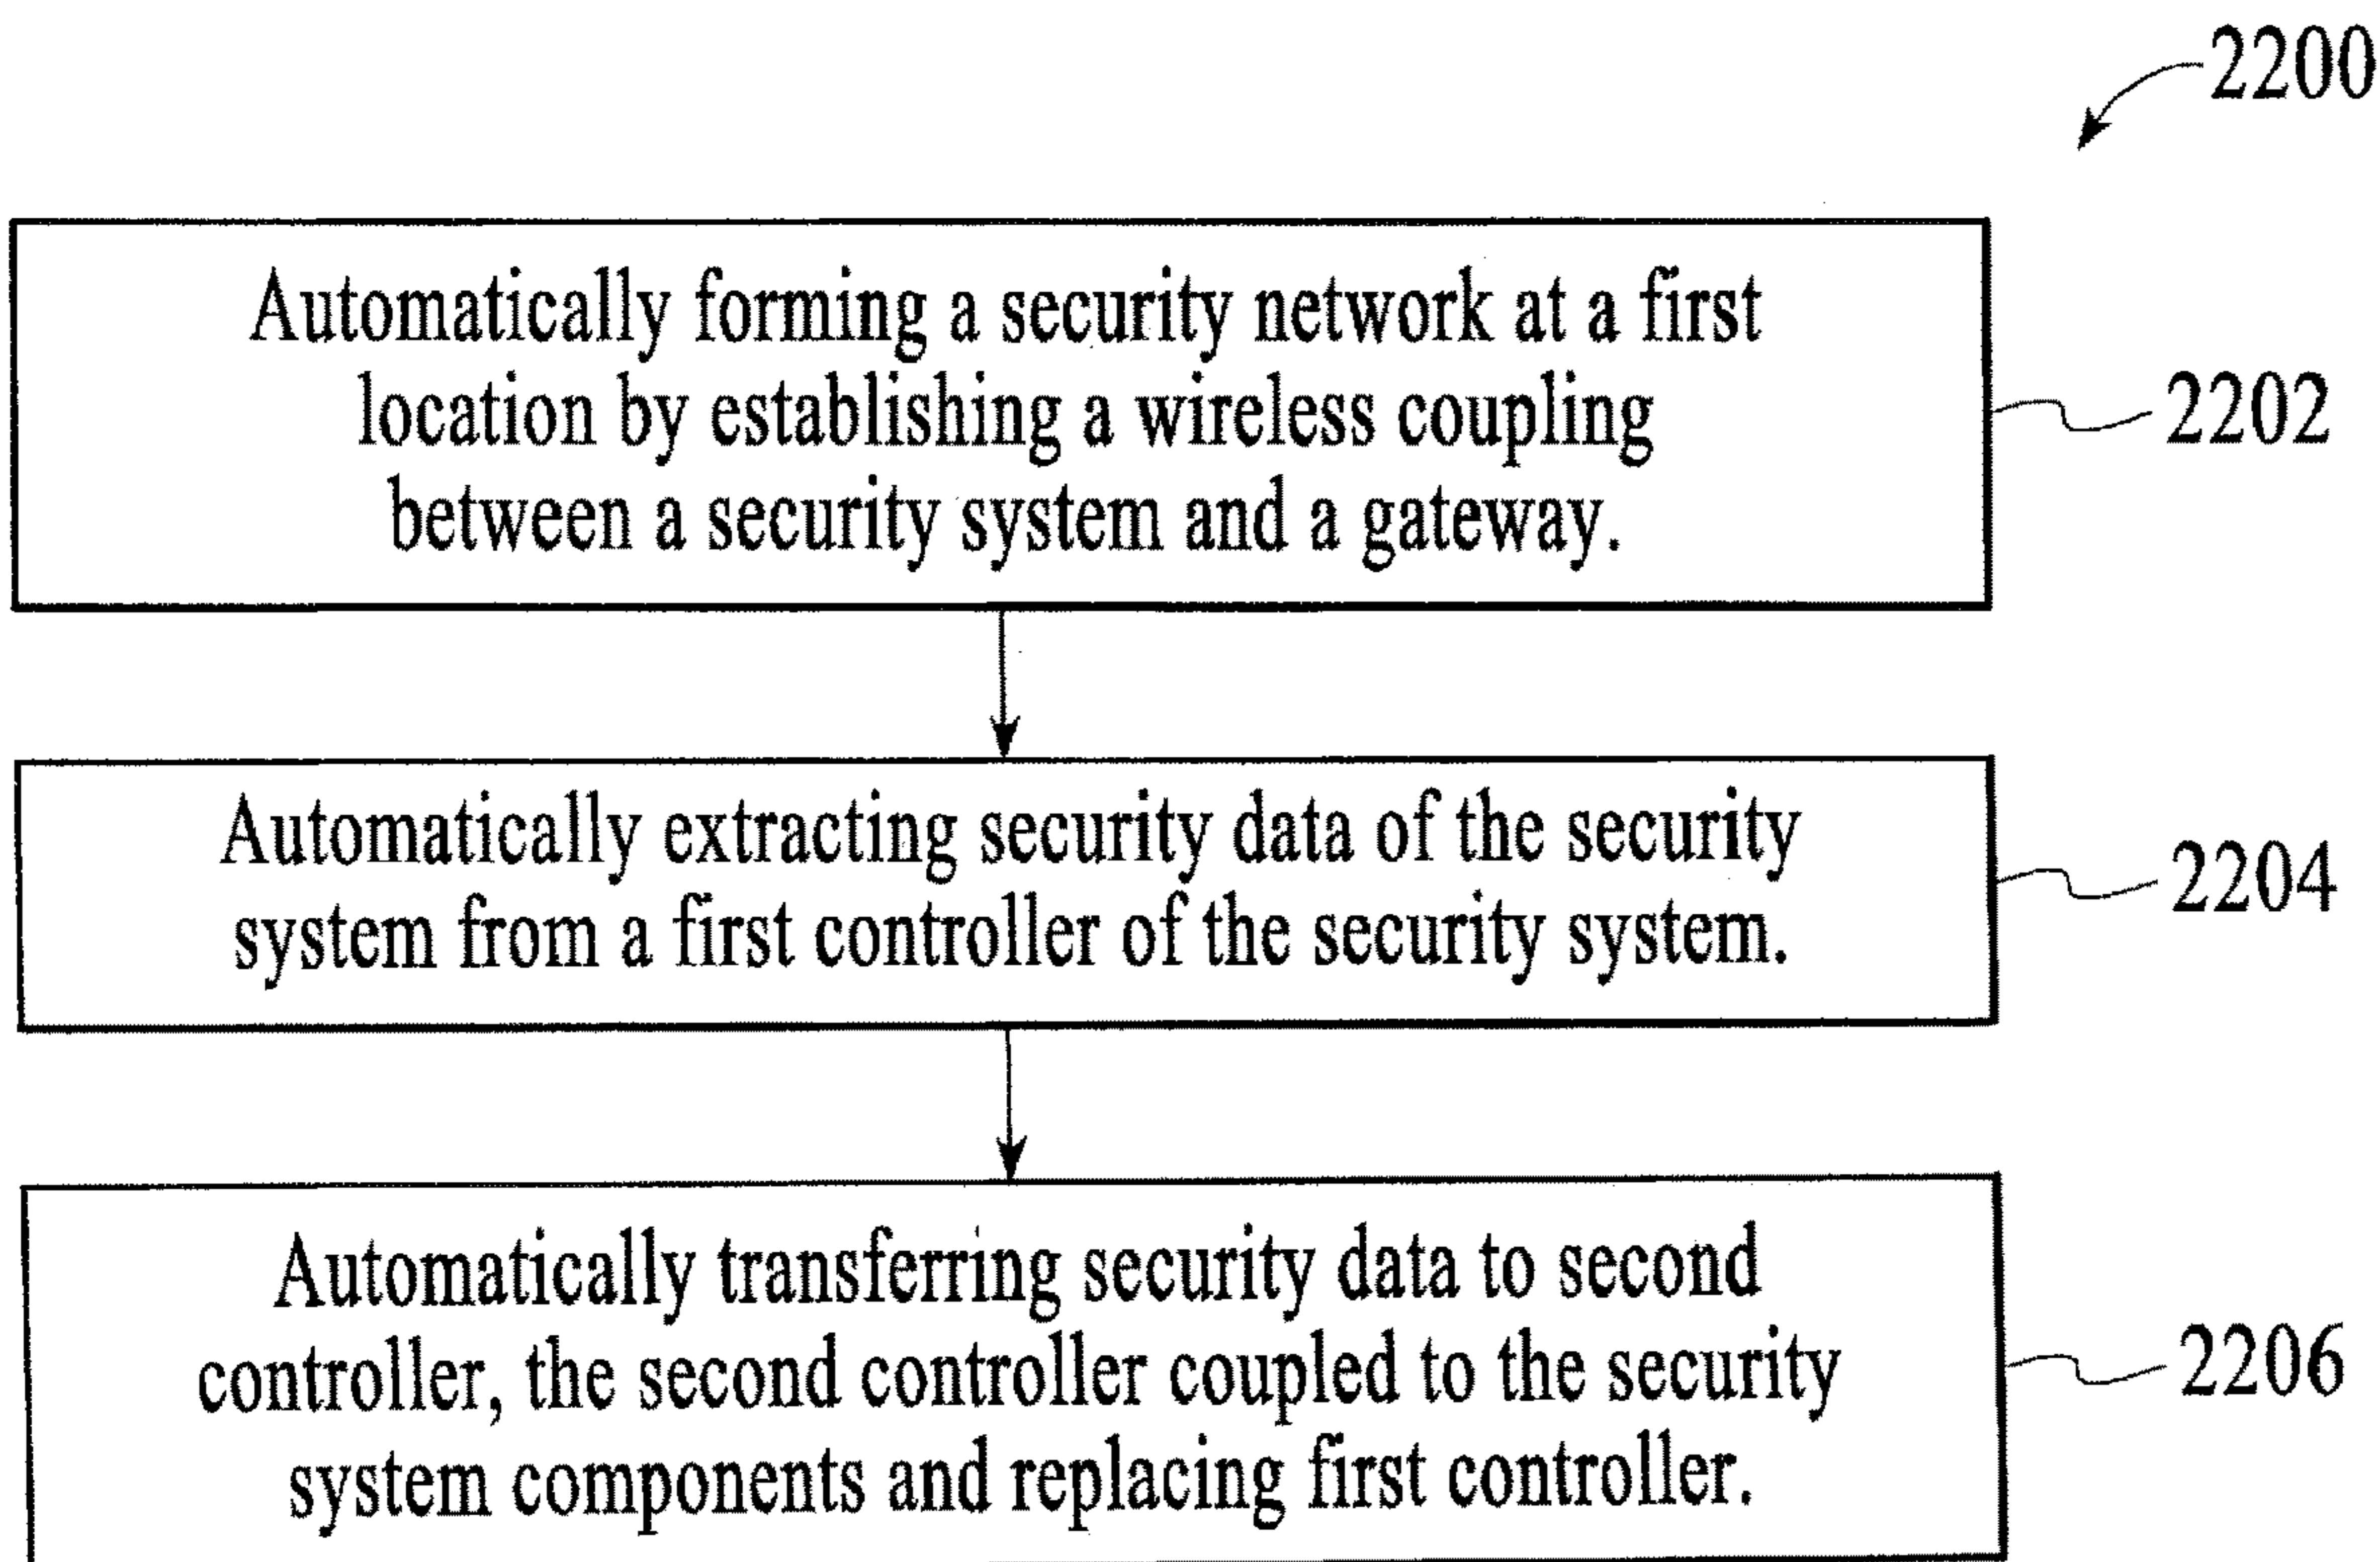 2200
Automatically forming a security network at a first
location by establishing a wireless coupling
between a security system and a gateway.
2202
Automatically extracting security data of the security
system from a first controller of the security system.
2204
Automatically transferring security data to second
controller, the second controller coupled to the security
system components and replacing first controller.
2206